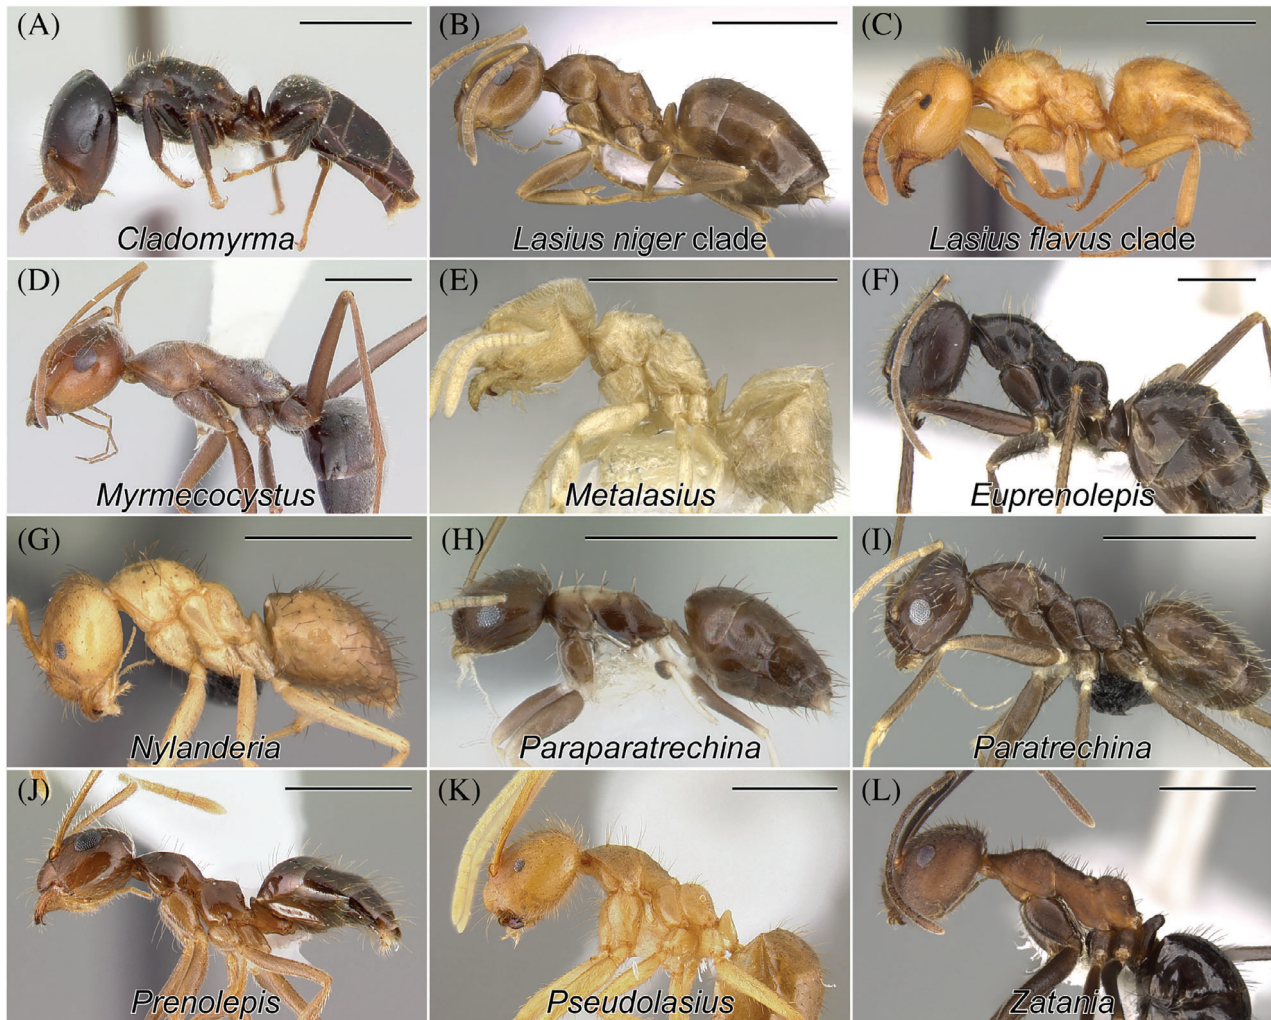 (A)
Cladomyrma
(B)
Lasius niger clade
(C)
Lasius flavus clade
(D)
Myrmecocystus
(E)
Metalasius
(F)
Euprenolepis
(G)
Nylanderia
(H)
Paraparatrechina
(I)
Paratrechina
(J)
Prenolepis
(K)
Pseudolasius
(L)
Zatania